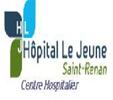 HL
J
Hôpital Le Jeune
Saint-Renan
Centre Hospitalier